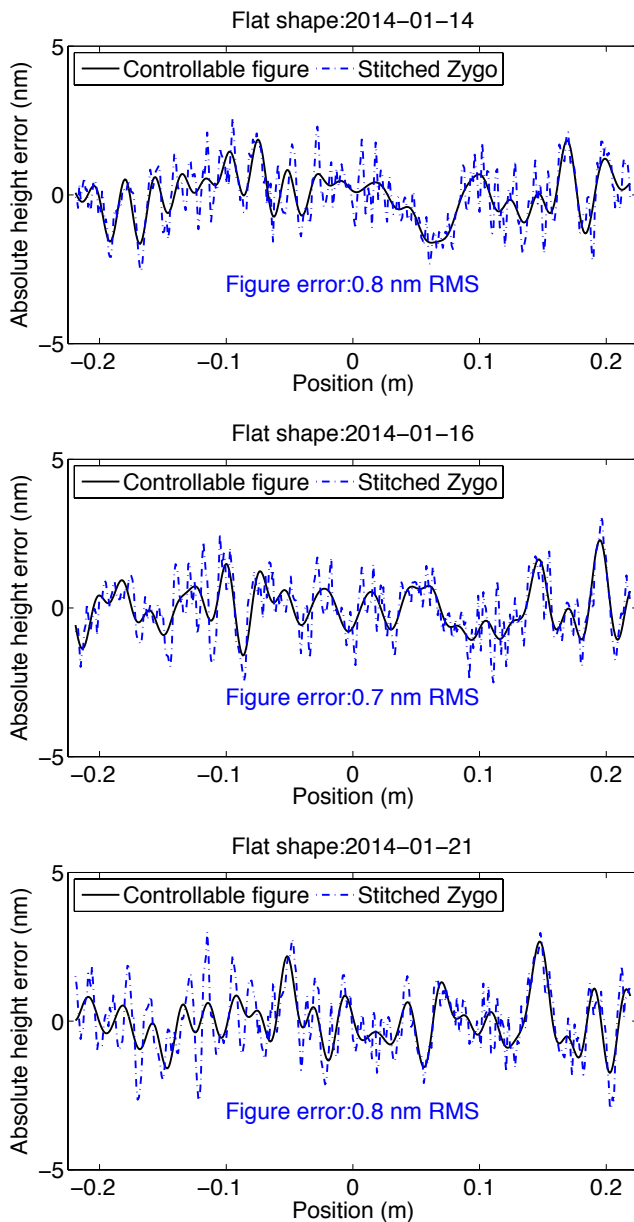 Flat shape:2014−01−14
5
Controllable figure
Stitched Zygo
0
Figure error:0.8 nm RMS
−5
−0.2 −0.1 0 0.1 0.2
Position (m)
Absolute height error (nm)
Flat shape:2014−01−16
5
Controllable figure
Stitched Zygo
0
Figure error:0.7 nm RMS
−5
−0.2 −0.1 0 0.1 0.2
Position (m)
Absolute height error (nm)
Flat shape:2014−01−21
5
Controllable figure
Stitched Zygo
0
Figure error:0.8 nm RMS
−5
−0.2 −0.1 0 0.1 0.2
Position (m)
Absolute height error (nm)